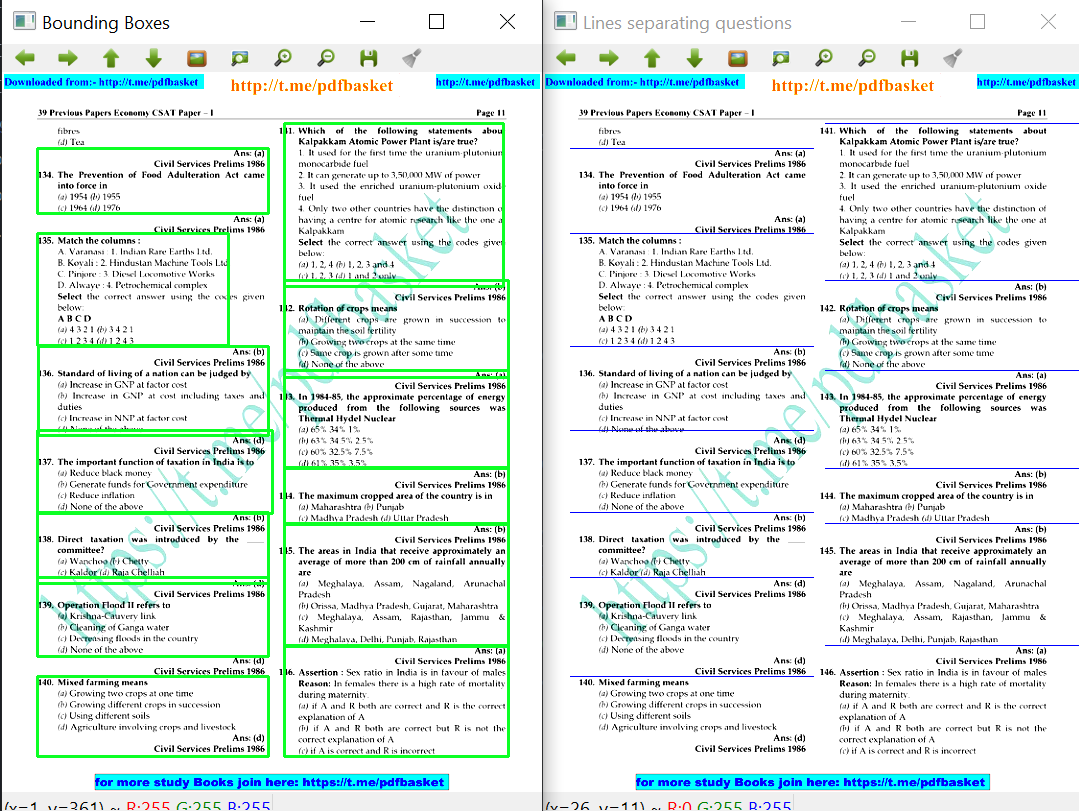 Bounding Boxes
Downloaded from:- http://t.me/pdfbasket
http://t.me/pdfbasket
http://t.me/pdfbasket
39 Previous Papers Economy CSAT Paper – I
Page 11
fibres
(d) Tea
Ans: (a)
Civil Services Prelims 1986
134. The Prevention of Food Adulteration Act came
into force in
(a) 1954 (b) 1955
(c) 1964 (d) 1976
Ans: (a)
Civil Services Prelims 1986
135. Match the columns :
A. Varanasi : 1. Indian Rare Earths Ltd.
B. Koyali : 2. Hindustan Machine Tools Ltd
C. Pinjore : 3. Diesel Locomotive Works
D. Alwaye : 4. Petrochemical complex
Select the correct answer using the codes given
below:
A B C D
(a) 4 3 2 1 (b) 3 4 2 1
(c) 1 2 3 4 (d) 1 2 4 3
Ans: (b)
Civil Services Prelims 1986
136. Standard of living of a nation can be judged by
(a) Increase in GNP at factor cost
(b) Increase in GNP at cost including taxes and
duties
(c) Increase in NNP at factor cost
(d) None of the above
Ans: (d)
Civil Services Prelims 1986
137. The important function of taxation in India is to
(a) Reduce black money
(b) Generate funds for Government expenditure
(c) Reduce inflation
(d) None of the above
Ans: (b)
Civil Services Prelims 1986
138. Direct taxation was introduced by the ____
committee?
(a) Wanchoo (b) Chetty
(c) Kaldor (d) Raja Chelliah
Ans: (d)
Civil Services Prelims 1986
139. Operation Flood II refers to
(a) Krishna-Cauvery link
(b) Cleaning of Ganga water
(c) Decreasing floods in the country
(d) None of the above
Ans: (d)
Civil Services Prelims 1986
140. Mixed farming means
(a) Growing two crops at one time
(b) Growing different crops in succession
(c) Using different soils
(d) Agriculture involving crops and livestock
Ans: (d)
Civil Services Prelims 1986
141. Which of the following statements abou
Kalpakkam Atomic Power Plant is/are true?
1. It used for the first time the uranium-plutonium
monocarbide fuel
2. It can generate up to 3,50,000 MW of power
3. It used the enriched uranium-plutonium oxide
fuel
4. Only two other countries have the distinction of
having a centre for atomic research like the one a
Kalpakkam
Select the correct answer using the codes given
below:
(a) 1, 2, 4 (b) 1, 2, 3 and 4
(c) 1, 2, 3 (d) 1 and 2 only
Ans: (b)
Civil Services Prelims 1986
142. Rotation of crops means
(a) Different crops are grown in succession to
maintain the soil fertility
(b) Growing two crops at the same time
(c) Same crop is grown after some time
(d) None of the above
Ans: (a)
Civil Services Prelims 1986
143. In 1984-85, the approximate percentage of energy
produced from the following sources was
Thermal Hydel Nuclear
(a) 65% 34% 1%
(b) 63% 34.5% 2.5%
(c) 60% 32.5% 7.5%
(d) 61% 35% 3.5%
Ans: (b)
Civil Services Prelims 1986
144. The maximum cropped area of the country is in
(a) Maharashtra (b) Punjab
(c) Madhya Pradesh (d) Uttar Pradesh
Ans: (b)
Civil Services Prelims 1986
145. The areas in India that receive approximately an
average of more than 200 cm of rainfall annually
are
(a) Meghalaya, Assam, Nagaland, Arunachal
Pradesh
(b) Orissa, Madhya Pradesh, Gujarat, Maharashtra
(c) Meghalaya, Assam, Rajasthan, Jammu &
Kashmir
(d) Meghalaya, Delhi, Punjab, Rajasthan
Ans: (a)
Civil Services Prelims 1986
146. Assertion : Sex ratio in India is in favour of males
Reason: In females there is a high rate of mortality
during maternity.
(a) if A and R both are correct and R is the correct
explanation of A
(b) if A and R both are correct but R is not the
correct explanation of A
(c) if A is correct and R is incorrect
https://t.me/pdfbasket
for more study Books join here: https://t.me/pdfbasket
(x=1, y=361) ~ R:255 G:255 B:255
Lines separating questions
Downloaded from:- http://t.me/pdfbasket
http://t.me/pdfbasket
http://t.me/pdfbasket
39 Previous Papers Economy CSAT Paper – I
Page 11
fibres
(d) Tea
Ans: (a)
Civil Services Prelims 1986
134. The Prevention of Food Adulteration Act came
into force in
(a) 1954 (b) 1955
(c) 1964 (d) 1976
Ans: (a)
Civil Services Prelims 1986
135. Match the columns :
A. Varanasi : 1. Indian Rare Earths Ltd.
B. Koyali : 2. Hindustan Machine Tools Ltd.
C. Pinjore : 3. Diesel Locomotive Works
D. Alwaye : 4. Petrochemical complex
Select the correct answer using the codes given
below:
A B C D
(a) 4 3 2 1 (b) 3 4 2 1
(c) 1 2 3 4 (d) 1 2 4 3
Ans: (b)
Civil Services Prelims 1986
136. Standard of living of a nation can be judged by
(a) Increase in GNP at factor cost
(b) Increase in GNP at cost including taxes and
duties
(c) Increase in NNP at factor cost
(d) None of the above
Ans: (d)
Civil Services Prelims 1986
137. The important function of taxation in India is to
(a) Reduce black money
(b) Generate funds for Government expenditure
(c) Reduce inflation
(d) None of the above
Ans: (b)
Civil Services Prelims 1986
138. Direct taxation was introduced by the ____
committee?
(a) Wanchoo (b) Chetty
(c) Kaldor (d) Raja Chelliah
Ans: (d)
Civil Services Prelims 1986
139. Operation Flood II refers to
(a) Krishna-Cauvery link
(b) Cleaning of Ganga water
(c) Decreasing floods in the country
(d) None of the above
Ans: (d)
Civil Services Prelims 1986
140. Mixed farming means
(a) Growing two crops at one time
(b) Growing different crops in succession
(c) Using different soils
(d) Agriculture involving crops and livestock
Ans: (d)
Civil Services Prelims 1986
141. Which of the following statements about
Kalpakkam Atomic Power Plant is/are true?
1. It used for the first time the uranium-plutonium
monocarbide fuel
2. It can generate up to 3,50,000 MW of power
3. It used the enriched uranium-plutonium oxide
fuel
4. Only two other countries have the distinction of
having a centre for atomic research like the one at
Kalpakkam
Select the correct answer using the codes given
below:
(a) 1, 2, 4 (b) 1, 2, 3 and 4
(c) 1, 2, 3 (d) 1 and 2 only
Ans: (b)
Civil Services Prelims 1986
142. Rotation of crops means
(a) Different crops are grown in succession to
maintain the soil fertility
(b) Growing two crops at the same time
(c) Same crop is grown after some time
(d) None of the above
Ans: (a)
Civil Services Prelims 1986
143. In 1984-85, the approximate percentage of energy
produced from the following sources was
Thermal Hydel Nuclear
(a) 65% 34% 1%
(b) 63% 34.5% 2.5%
(c) 60% 32.5% 7.5%
(d) 61% 35% 3.5%
Ans: (b)
Civil Services Prelims 1986
144. The maximum cropped area of the country is in
(a) Maharashtra (b) Punjab
(c) Madhya Pradesh (d) Uttar Pradesh
Ans: (b)
Civil Services Prelims 1986
145. The areas in India that receive approximately an
average of more than 200 cm of rainfall annually
are
(a) Meghalaya, Assam, Nagaland, Arunachal
Pradesh
(b) Orissa, Madhya Pradesh, Gujarat, Maharashtra
(c) Meghalaya, Assam, Rajasthan, Jammu &
Kashmir
(d) Meghalaya, Delhi, Punjab, Rajasthan
Ans: (a)
Civil Services Prelims 1986
146. Assertion : Sex ratio in India is in favour of males
Reason: In females there is a high rate of mortality
during maternity.
(a) if A and R both are correct and R is the correct
explanation of A
(b) if A and R both are correct but R is not the
correct explanation of A
(c) if A is correct and R is incorrect
https://t.me/pdfbasket
for more study Books join here: https://t.me/pdfbasket
(x=26, y=11) ~ R:0 G:255 B:255